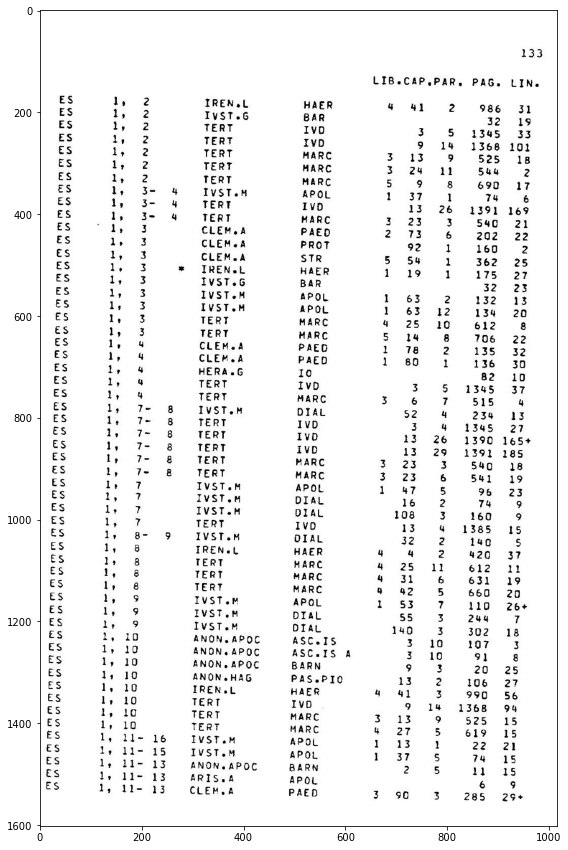 0
133
LIB.CAP.PAR. PAG. LIN.
ES 1, 2 IREN.L HAER 4 41 2 986 31
200
ES 1, 2 IVST.G BAR 32 19
ES 1, 2 TERT IVD 3 5 1345 33
ES 1, 2 TERT IVD 9 14 1368 101
ES 1, 2 TERT MARC 3 13 9 525 18
ES 1, 2 TERT MARC 3 24 11 544 2
ES 1, 2 TERT MARC 5 9 8 690 17
ES 1, 3- 4 IVST.M APOL 1 37 1 74 6
ES 1, 3- 4 TERT IVD 13 26 1391 169
400
ES 1, 3- 4 TERT MARC 3 23 3 540 21
ES 1, 3 CLEM.A PAED 2 73 6 202 22
ES 1, 3 CLEM.A PROT 92 1 160 2
ES 1, 3 CLEM.A STR 5 54 1 362 25
ES 1, 3 * IREN.L HAER 1 19 1 175 27
ES 1, 3 IVST.G BAR 32 23
ES 1, 3 IVST.M APOL 1 63 2 132 13
ES 1, 3 IVST.M APOL 1 63 12 134 20
600
ES 1, 3 TERT MARC 4 25 10 612 8
ES 1, 3 TERT MARC 5 14 8 706 22
ES 1, 4 CLEM.A PAED 1 78 2 135 32
ES 1, 4 CLEM.A PAED 1 80 1 136 30
ES 1, 4 HERA.G IO 82 10
ES 1, 4 TERT IVD 3 5 1345 37
ES 1, 4 TERT MARC 3 6 7 515 4
ES 1, 7- 8 IVST.M DIAL 52 4 234 13
800
ES 1, 7- 8 TERT IVD 3 4 1345 27
ES 1, 7- 8 TERT IVD 13 26 1390 165+
ES 1, 7- 8 TERT IVD 13 29 1391 185
ES 1, 7- 8 TERT MARC 3 23 3 540 18
ES 1, 7- 8 TERT MARC 3 23 6 541 19
ES 1, 7 IVST.M APOL 1 47 5 96 23
ES 1, 7 IVST.M DIAL 16 2 74 9
ES 1, 7 IVST.M DIAL 108 3 160 9
1000
ES 1, 7 TERT IVD 13 4 1385 15
ES 1, 8- 9 IVST.M DIAL 32 2 140 5
ES 1, 8 IREN.L HAER 4 4 2 420 37
ES 1, 8 TERT MARC 4 25 11 612 11
ES 1, 8 TERT MARC 4 31 6 631 19
ES 1, 8 TERT MARC 4 42 5 660 20
ES 1, 9 IVST.M APOL 1 53 7 110 26+
ES 1, 9 IVST.M DIAL 55 3 244 7
1200
ES 1, 9 IVST.M DIAL 140 3 302 18
ES 1, 10 ANON.APOC ASC.IS 3 10 107 3
ES 1, 10 ANON.APOC ASC.IS A 3 10 91 8
ES 1, 10 ANON.APOC BARN 9 3 20 25
ES 1, 10 ANON.HAG PAS.PIO 13 2 106 27
ES 1, 10 IREN.L HAER 4 41 3 990 56
ES 1, 10 TERT IVD 9 14 1368 94
ES 1, 10 TERT MARC 3 13 9 525 15
1400
ES 1, 10 TERT MARC 4 27 5 619 15
ES 1, 11- 16 IVST.M APOL 1 13 1 22 21
ES 1, 11- 15 IVST.M APOL 1 37 5 74 15
ES 1, 11- 13 ANON.APOC BARN 2 5 11 15
ES 1, 11- 13 ARIS.A APOL 6 9
ES 1, 11- 13 CLEM.A PAED 3 90 3 285 29+
1600
0 200 400 600 800 1000